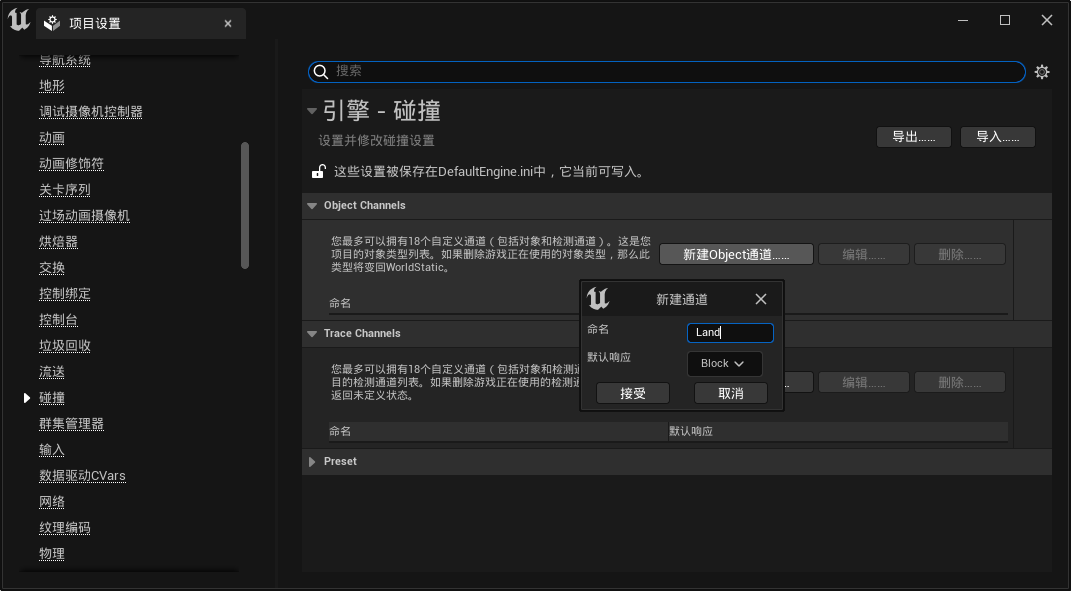 项目设置
导航系统
地形
调试摄像机控制器
动画
动画修饰符
关卡序列
过场动画摄像机
烘焙器
交换
控制绑定
控制台
垃圾回收
流送
碰撞
群集管理器
输入
数据驱动CVars
网络
纹理编码
物理
搜索
引擎 - 碰撞
设置并修改碰撞设置
导出......
导入......
这些设置被保存在DefaultEngine.ini中，它当前可写入。
Object Channels
您最多可以拥有18个自定义通道（包括对象和检测通道）。这是您
项目的对象类型列表。如果删除游戏正在使用的对象类型，那么此
类型将变回WorldStatic。
新建Object通道......
编辑......
删除......
命名
新建通道
命名
Land
默认响应
Block
接受
取消
Trace Channels
您最多可以拥有18个自定义通道（包括对象和检测通
目的检测通道列表。如果删除游戏正在使用的检测通
返回未定义状态。
编辑......
删除......
命名
默认响应
Preset